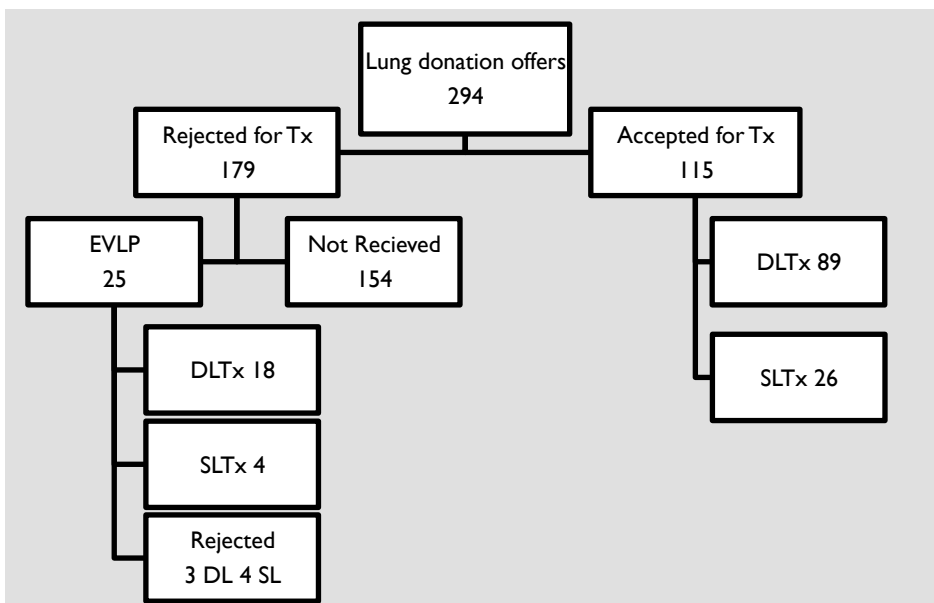 Lung donation offers
294
Rejected for Tx
179
Accepted for Tx
115
EVLP
25
Not Recieved
154
DLTx 89
DLTx 18
SLTx 26
SLTx 4
Rejected
3 DL 4 SL